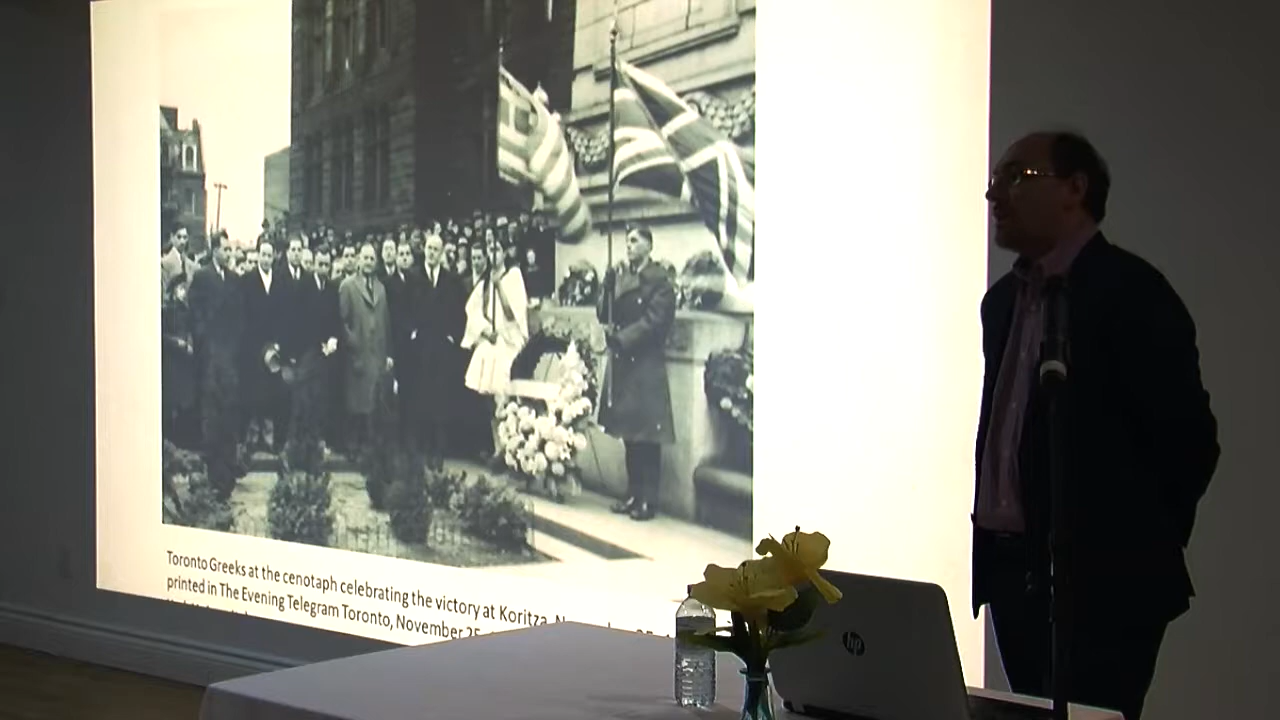 Toronto Greeks at the cenotaph celebrating the victory at Koritza,
printed in The Evening Telegram Toronto, November 25
hp